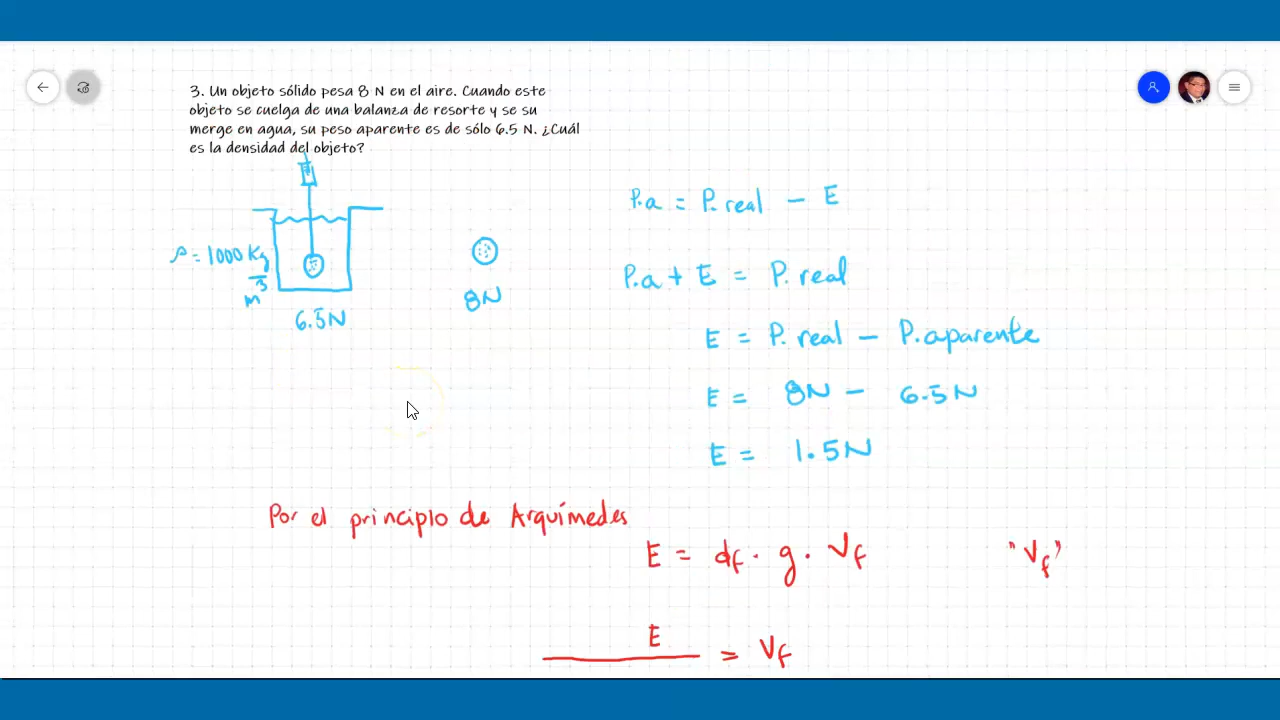 3. Un objeto sólido pesa 8 N en el aire. Cuando este
objeto se cuelga de una balanza de resorte y se su
merge en agua, su peso aparente es de sólo 6.5 N. ¿Cuál
es la densidad del objeto?
P.a = P.real - E
ρ = 1000 Kg
m³
6.5N
8N
P.a + E = P.real
E = P.real - P.aparente
E = 8N - 6.5N
E = 1.5N
Por el principio de Arquímedes
E = df · g · Vf
"Vf"
E
= Vf